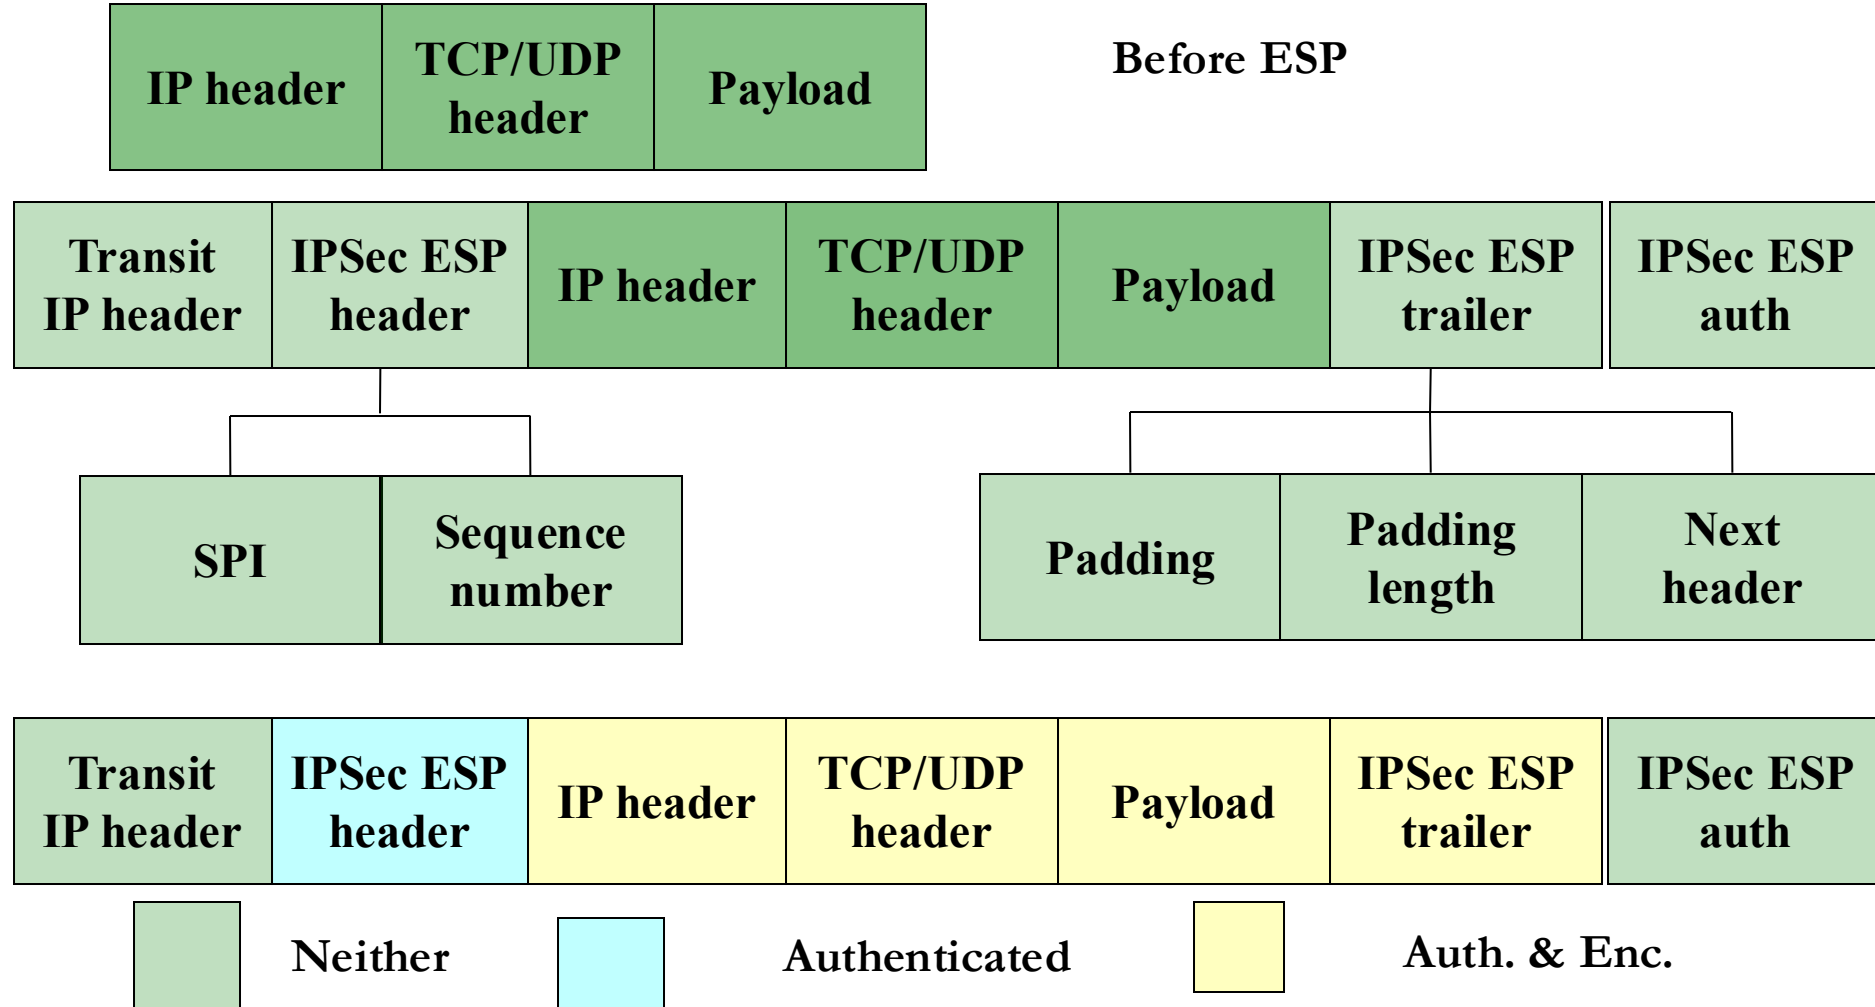 IP header
TCP/UDP
header
Payload
Before ESP
Transit
IP header
IPSec ESP
header
IP header
TCP/UDP
header
Payload
IPSec ESP
trailer
IPSec ESP
auth
SPI
Sequence
number
Padding
Padding
length
Next
header
Transit
IP header
IPSec ESP
header
IP header
TCP/UDP
header
Payload
IPSec ESP
trailer
IPSec ESP
auth
Neither
Authenticated
Auth. & Enc.